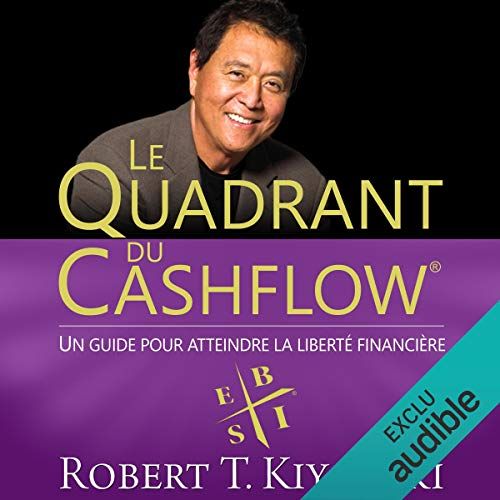 LE
QUADRANT
DU
CASHFLOW®
UN GUIDE POUR ATTEINDRE LA LIBERTÉ FINANCIÈRE
E B
S I
ROBERT T.
EXCLU
audible